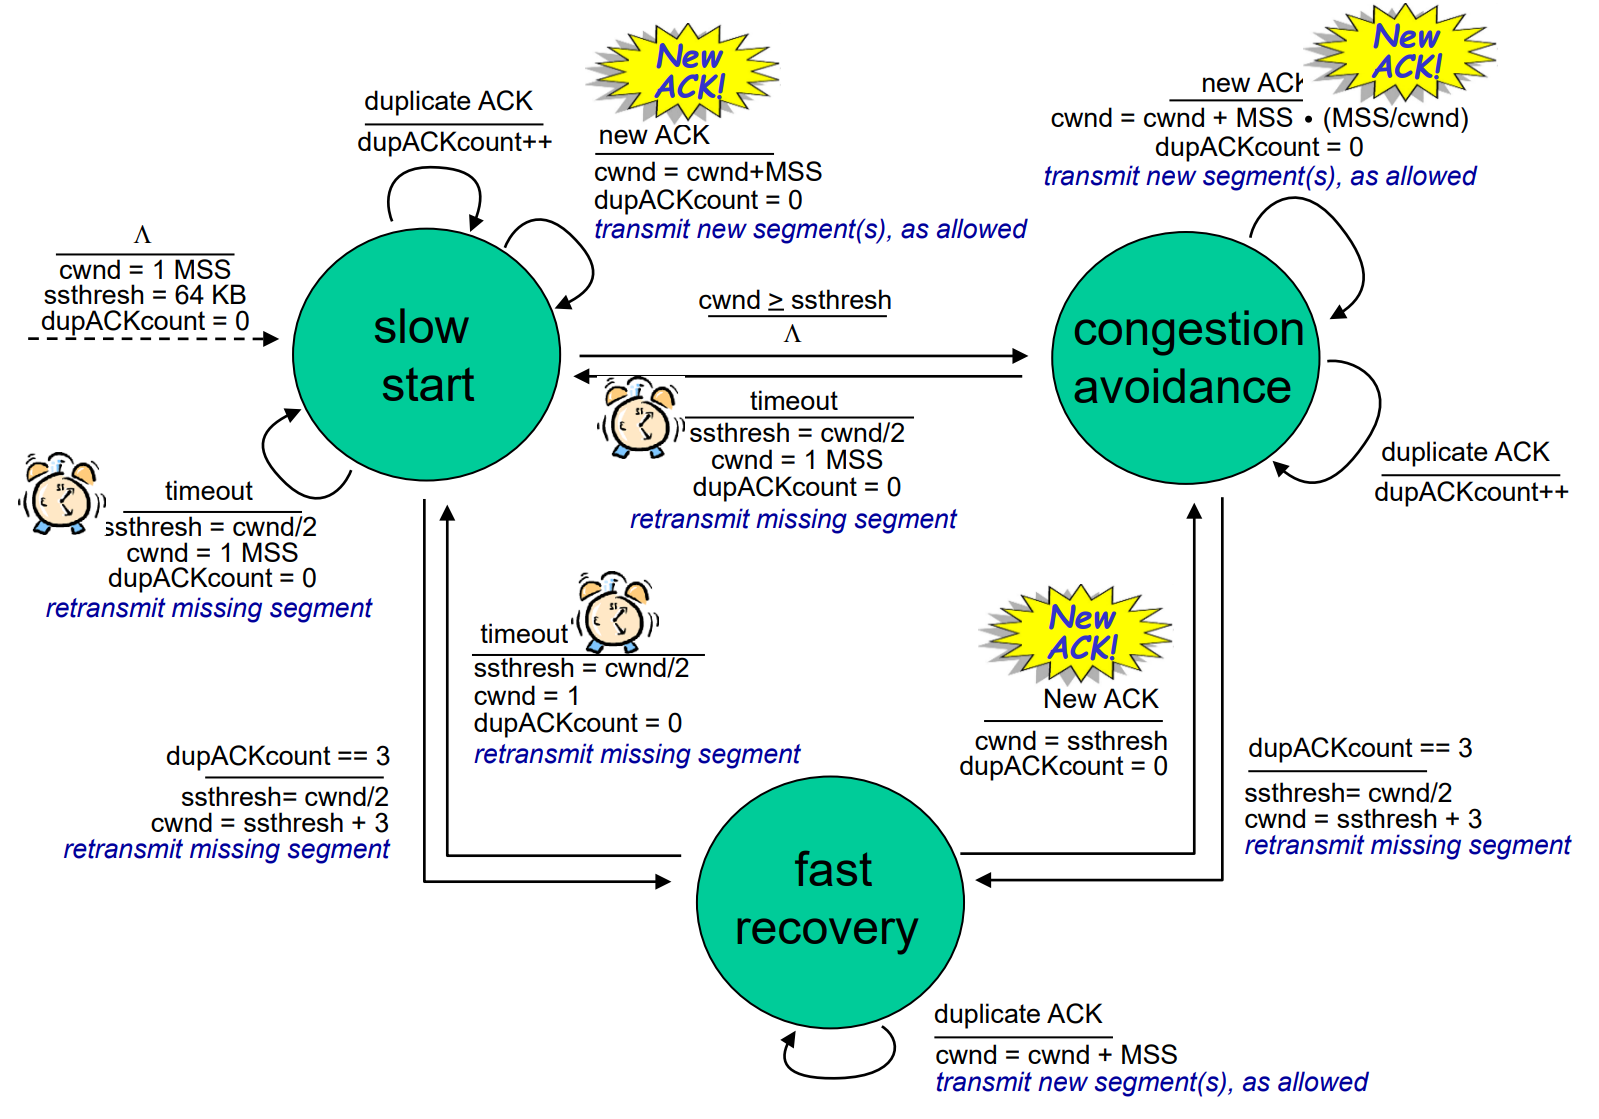 New
ACK!
duplicate ACK
dupACKcount++
new ACK
cwnd = cwnd+MSS
dupACKcount = 0
transmit new segment(s), as allowed
New
ACK!
new ACK
cwnd = cwnd + MSS • (MSS/cwnd)
dupACKcount = 0
transmit new segment(s), as allowed
Λ
cwnd = 1 MSS
ssthresh = 64 KB
dupACKcount = 0
slow
start
cwnd ≥ ssthresh
Λ
congestion
avoidance
timeout
ssthresh = cwnd/2
cwnd = 1 MSS
dupACKcount = 0
retransmit missing segment
duplicate ACK
dupACKcount++
timeout
ssthresh = cwnd/2
cwnd = 1 MSS
dupACKcount = 0
retransmit missing segment
timeout
ssthresh = cwnd/2
cwnd = 1
dupACKcount = 0
retransmit missing segment
New
ACK!
New ACK
cwnd = ssthresh
dupACKcount = 0
dupACKcount == 3
ssthresh= cwnd/2
cwnd = ssthresh + 3
retransmit missing segment
dupACKcount == 3
ssthresh= cwnd/2
cwnd = ssthresh + 3
retransmit missing segment
fast
recovery
duplicate ACK
cwnd = cwnd + MSS
transmit new segment(s), as allowed